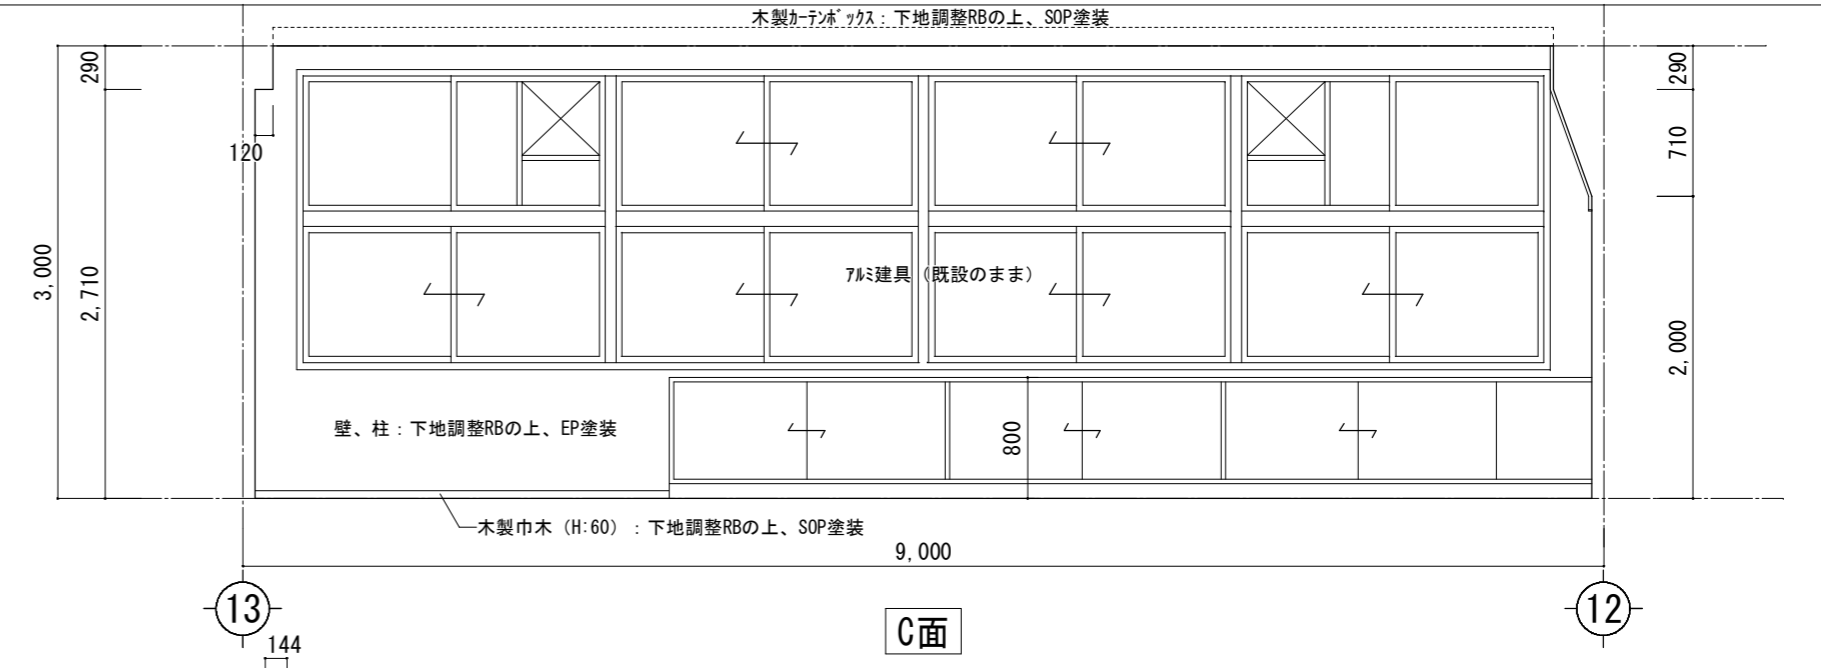 木製ｶｰﾃﾝﾎﾞｯｸｽ：下地調整RBの上、SOP塗装
290
290
120
710
3,000
2,710
ｱﾙﾐ建具（既設のまま）
2,000
壁、柱：下地調整RBの上、EP塗装
800
木製巾木（H:60）：下地調整RBの上、SOP塗装
9,000
13
12
C面
144